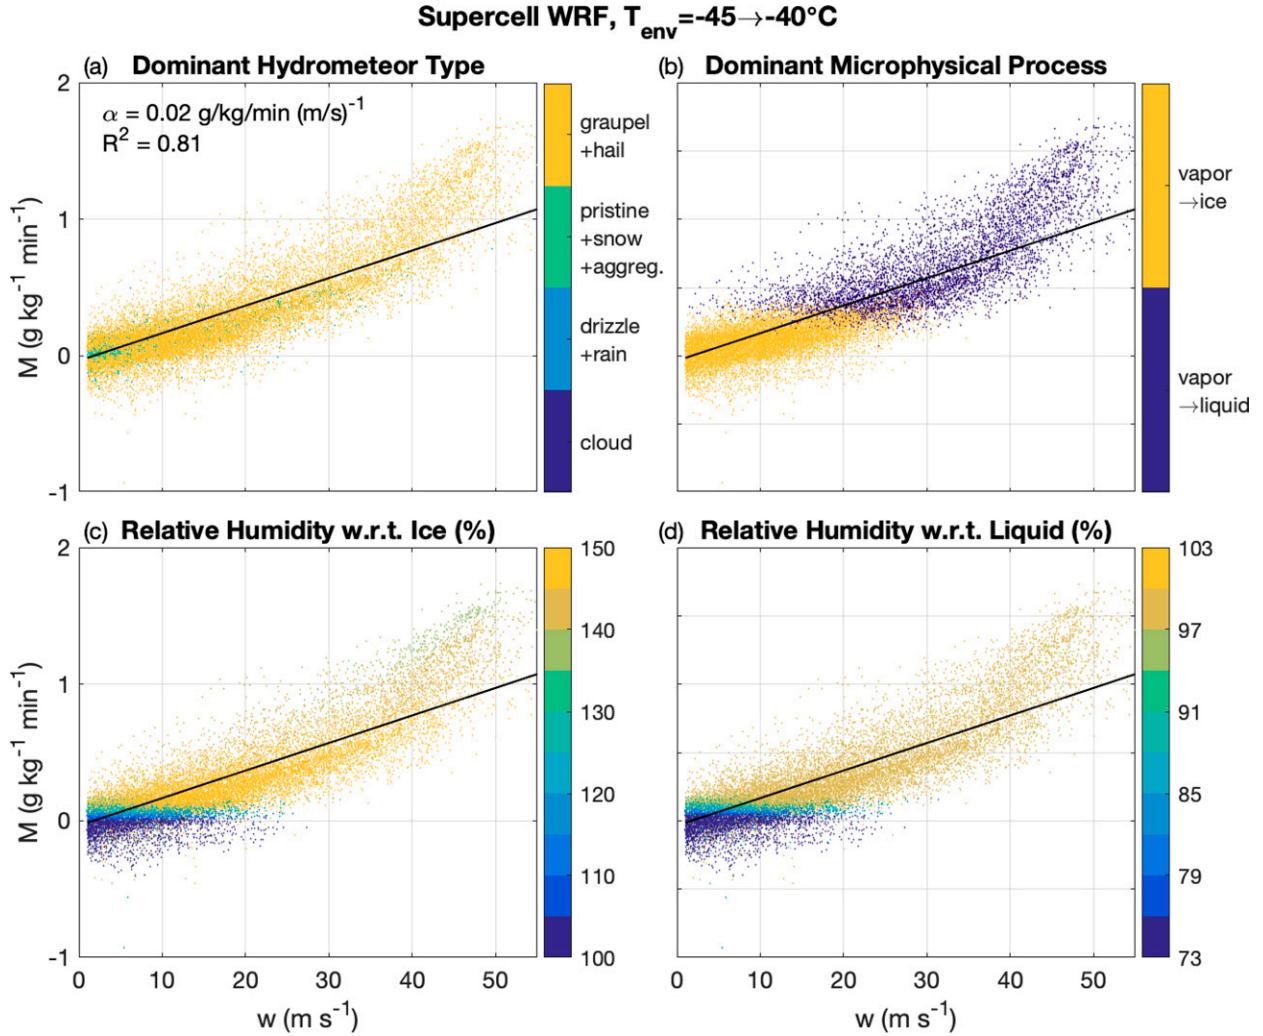 Supercell WRF, T_env=-45→-40°C
(a) Dominant Hydrometeor Type
(b) Dominant Microphysical Process
α = 0.02 g/kg/min (m/s)⁻¹
R² = 0.81
2
1
0
-1
M (g kg⁻¹ min⁻¹)
graupel
+hail
pristine
+snow
+aggreg.
drizzle
+rain
cloud
vapor
→ice
vapor
→liquid
(c) Relative Humidity w.r.t. Ice (%)
(d) Relative Humidity w.r.t. Liquid (%)
2
1
0
-1
M (g kg⁻¹ min⁻¹)
0 10 20 30 40 50
w (m s⁻¹)
150
140
130
120
110
100
0 10 20 30 40 50
w (m s⁻¹)
103
97
91
85
79
73